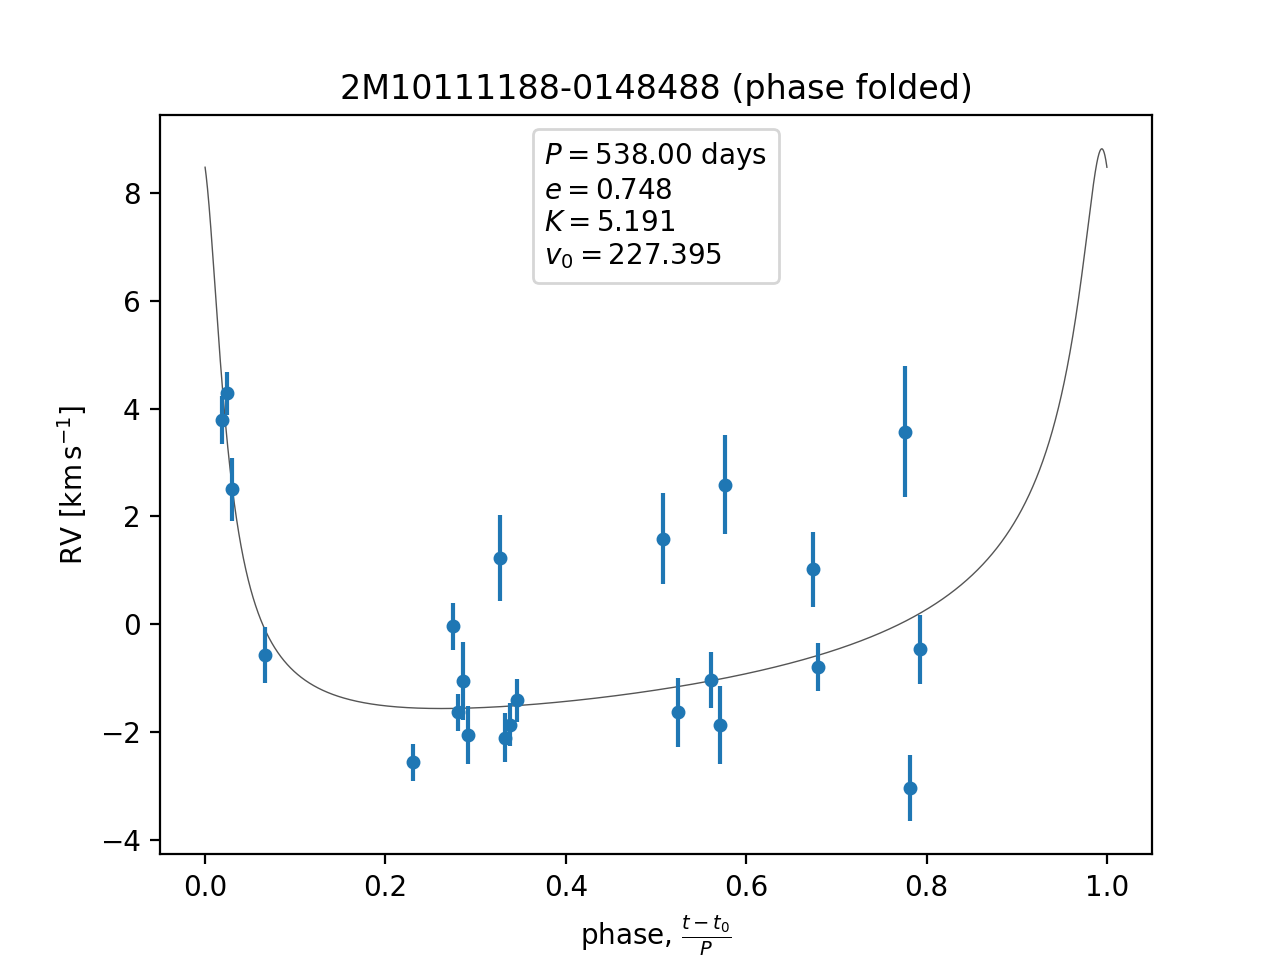 2M10111188-0148488 (phase folded)
P = 538.00 days
e = 0.748
K = 5.191
v₀ = 227.395
8
6
4
2
0
−2
−4
RV [km s⁻¹]
0.0 0.2 0.4 0.6 0.8 1.0
phase, (t − t₀)/P